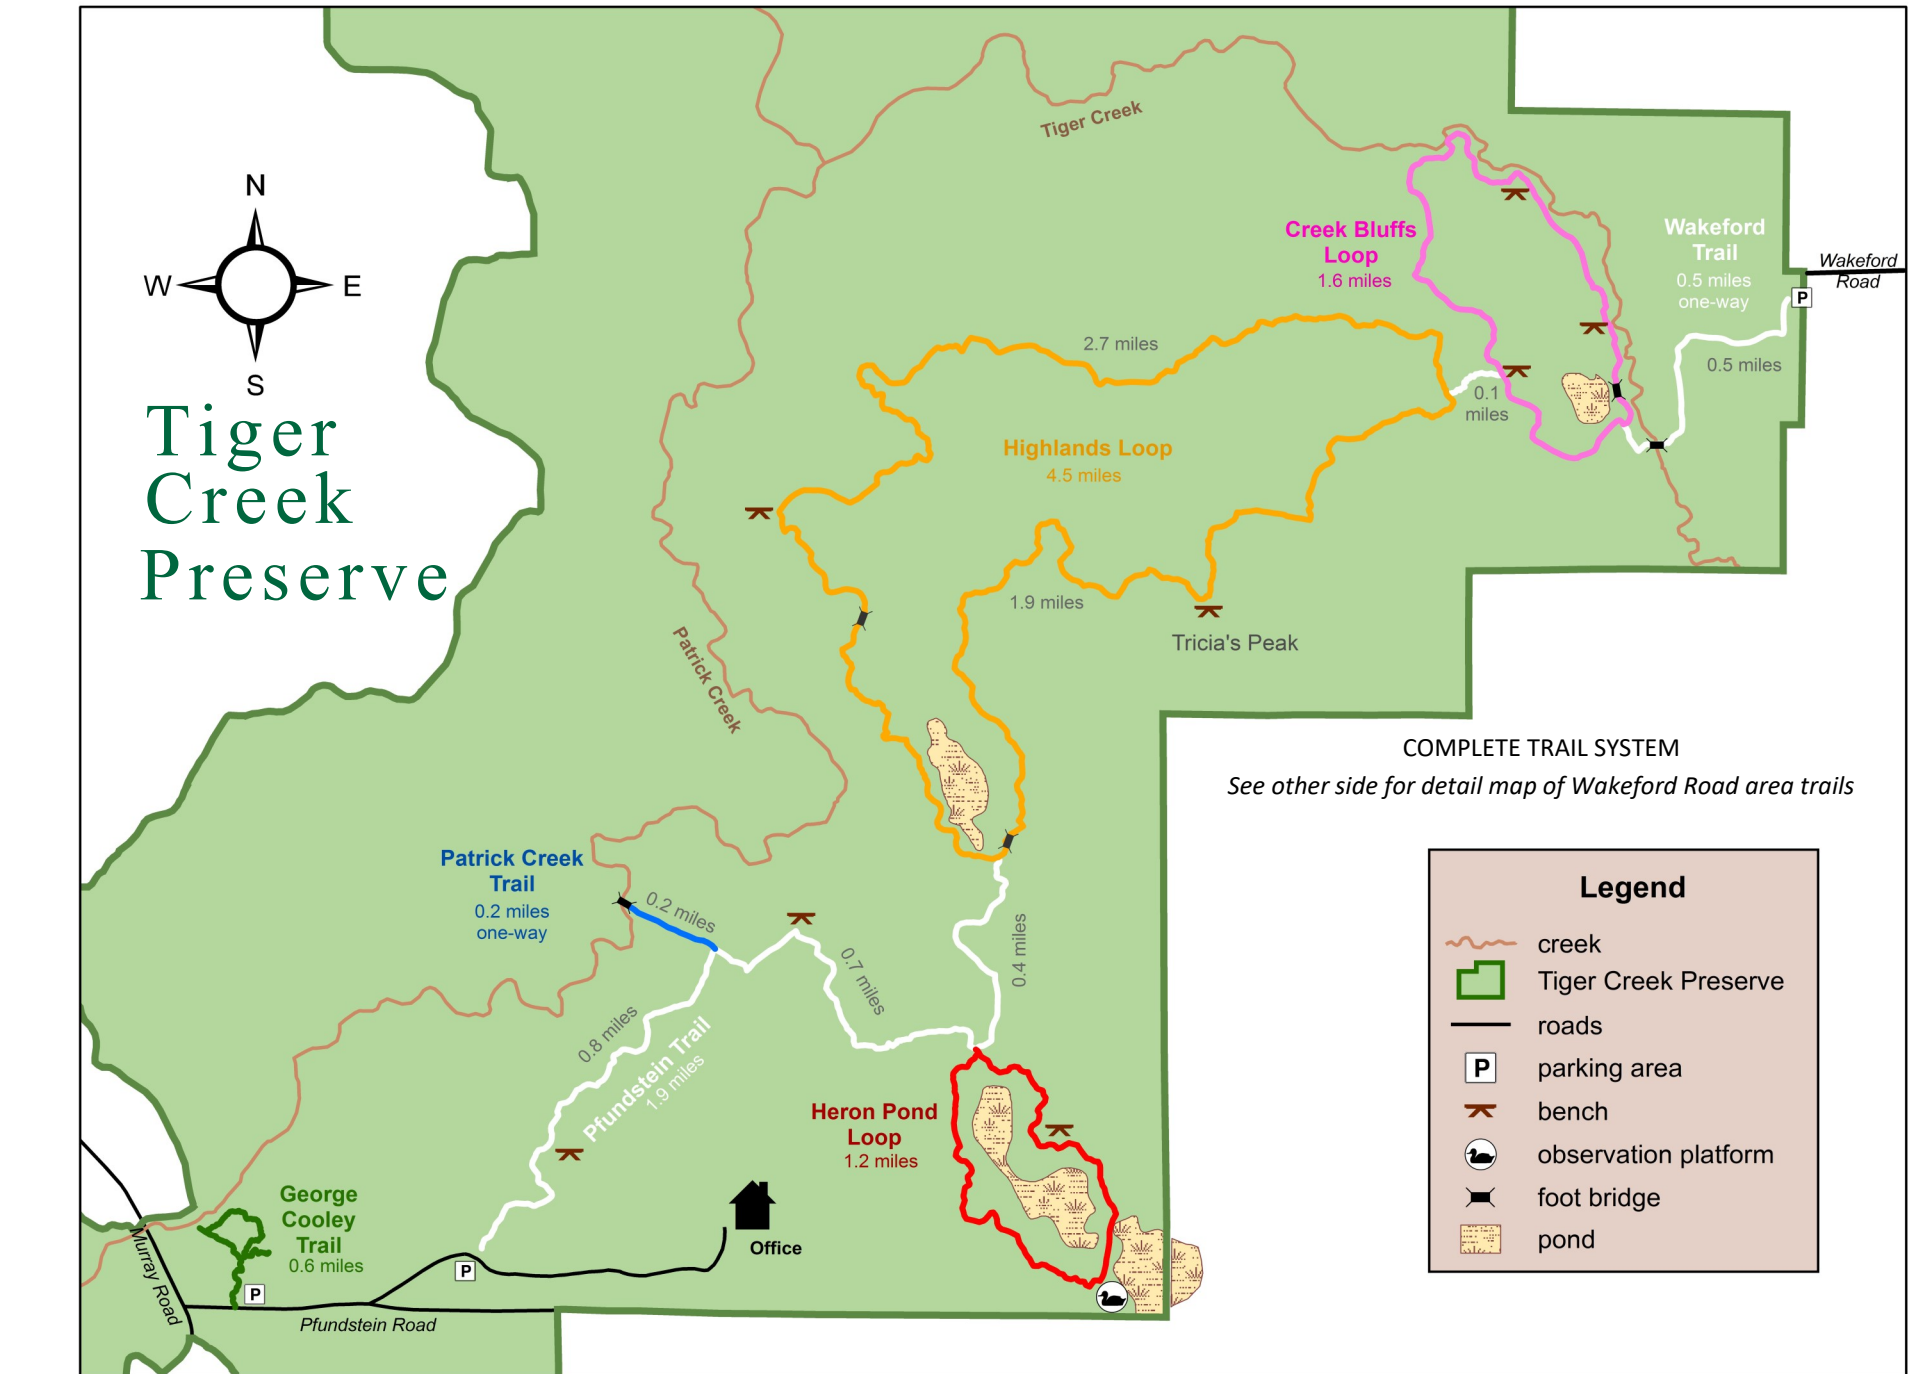 N
W
E
S
Tiger
Creek
Preserve
Tiger Creek
Creek Bluffs
Loop
1.6 miles
Wakeford
Trail
0.5 miles
one-way
Wakeford
Road
P
0.5 miles
2.7 miles
0.1
miles
Highlands Loop
4.5 miles
1.9 miles
Tricia's Peak
Patrick Creek
COMPLETE TRAIL SYSTEM
See other side for detail map of Wakeford Road area trails
Patrick Creek
Trail
0.2 miles
one-way
0.2 miles
0.7 miles
0.4 miles
0.8 miles
Pfundstein Trail
1.9 miles
Heron Pond
Loop
1.2 miles
George
Cooley
Trail
0.6 miles
Office
P
P
Murray Road
Pfundstein Road
Legend
creek
Tiger Creek Preserve
roads
P
parking area
bench
observation platform
foot bridge
pond